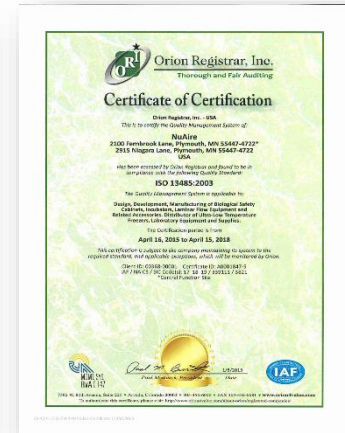 ORI
Orion Registrar, Inc.
Thorough and Fair Auditing
Certificate of Certification
Orion Registrar, Inc. - USA
This is to certify the Quality Management System of:
NuAire
2100 Fernbrook Lane, Plymouth, MN 55447-4722*
2915 Niagara Lane, Plymouth, MN 55447-4722
USA
Has been assessed by Orion Registrar and found to be in
compliance with the following Quality Standard:
ISO 13485:2003
The Quality Management System is applicable to:
Design, Development, Manufacturing of Biological Safety
Cabinets, Incubators, Laminar Flow Equipment and
Related Accessories. Distributor of Ultra-Low Temperature
Freezers, Laboratory Equipment and Supplies.
The Certification period is from
April 16, 2015 to April 15, 2018
This certification is subject to the company maintaining its system to the
required standard, and applicable exceptions, which will be monitored by Orion.
*Central Function Site
IAF
Date